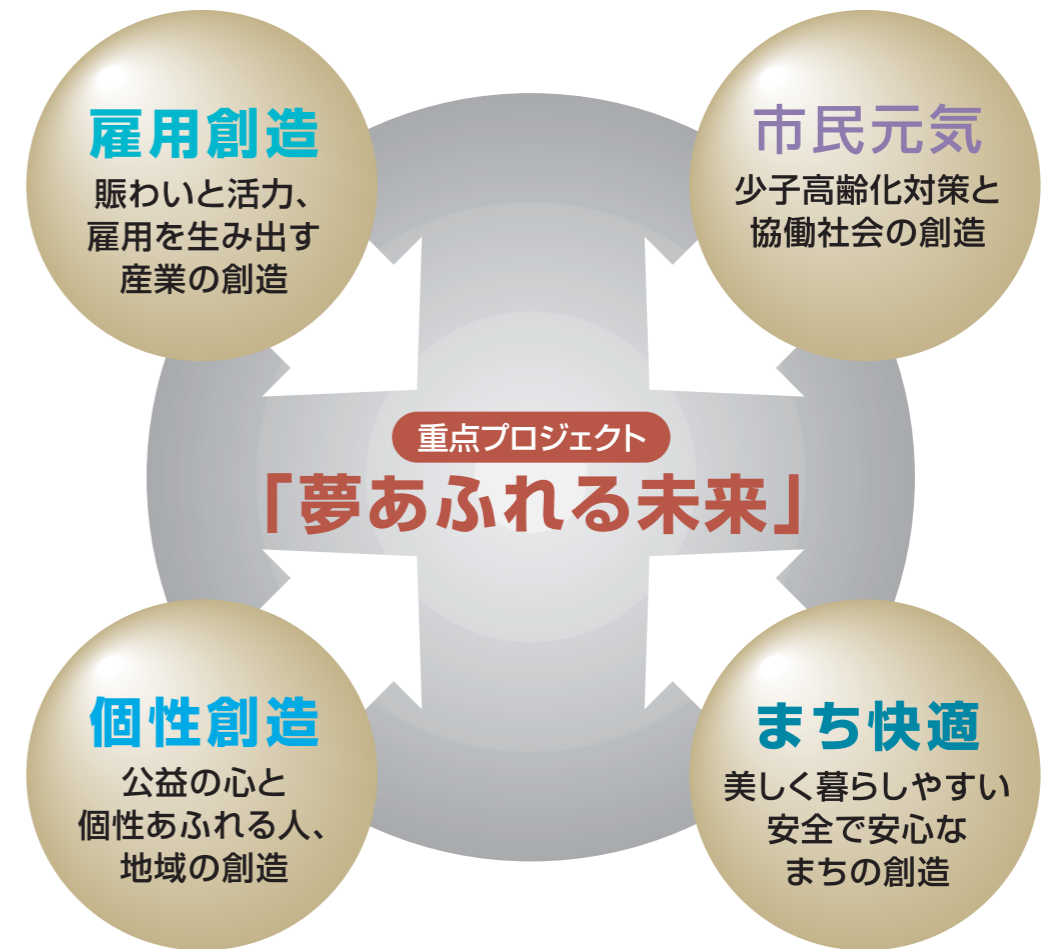 雇用創造
賑わいと活力、
雇用を生み出す
産業の創造
市民元気
少子高齢化対策と
協働社会の創造
重点プロジェクト
「夢あふれる未来」
個性創造
公益の心と
個性あふれる人、
地域の創造
まち快適
美しく暮らしやすい
安全で安心な
まちの創造